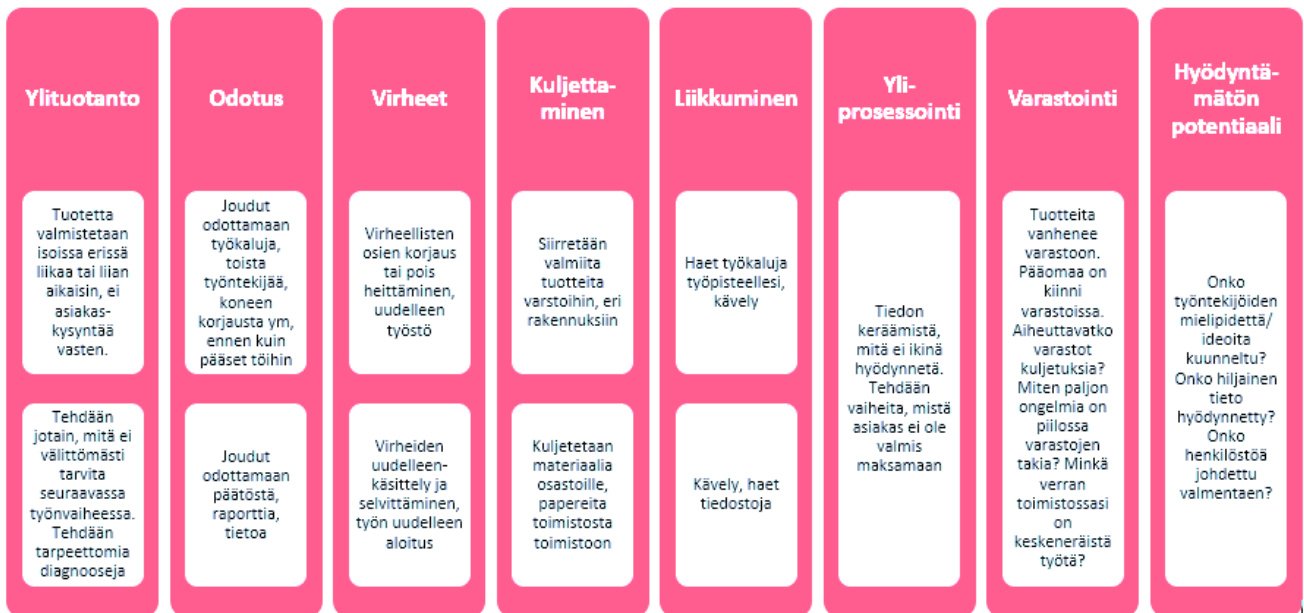 Ylituotanto
Tuotetta
valmistetaan
isoissa erissä
liikaa tai liian
aikaisin, ei
asiakas-
kysyntää
vasten.
Tehdään
jotain, mitä ei
välittömästi
tarvita
seuraavassa
työnvaiheessa.
Tehdään
tarpeettomia
diagnooseja
Odotus
Joudut
odottamaan
työkaluja,
toista
työntekijää,
koneen
korjausta ym,
ennen kuin
pääset töihin
Joudut
odottamaan
päätöstä,
raporttia,
tietoa
Virheet
Virheellisten
osien korjaus
tai pois
heittäminen,
uudelleen
työstö
Virheiden
uudelleen-
käsittely ja
selvittäminen,
työn uudelleen
aloitus
Kuljetta-
minen
Siirretään
valmiita
tuotteita
varstoihin, eri
rakennuksiin
Kuljetetaan
materiaalia
osastoille,
papereita
toimistosta
toimistoon
Liikkuminen
Haet työkaluja
työpisteellesi,
kävely
Kävely, haet
tiedostoja
Yli-
prosessointi
Tiedon
keräämistä,
mitä ei ikinä
hyödynnetä.
Tehdään
vaiheita, mistä
asiakas ei ole
valmis
maksamaan
Varastointi
Tuotteita
vanhenee
varastoon.
Pääomaa on
kiinni
varastoissa.
Aiheuttavatko
varastot
kuljetuksia?
Miten paljon
ongelmia on
piilossa
varastojen
takia? Minkä
verran
toimistossasi
on
keskeneräistä
työtä?
Hyödyntä-
mätön
potentiaali
Onko
työntekijöiden
mielipidettä/
ideoita
kuunneltu?
Onko hiljainen
tieto
hyödynnetty?
Onko
henkilöstöä
johdettu
valmentaen?